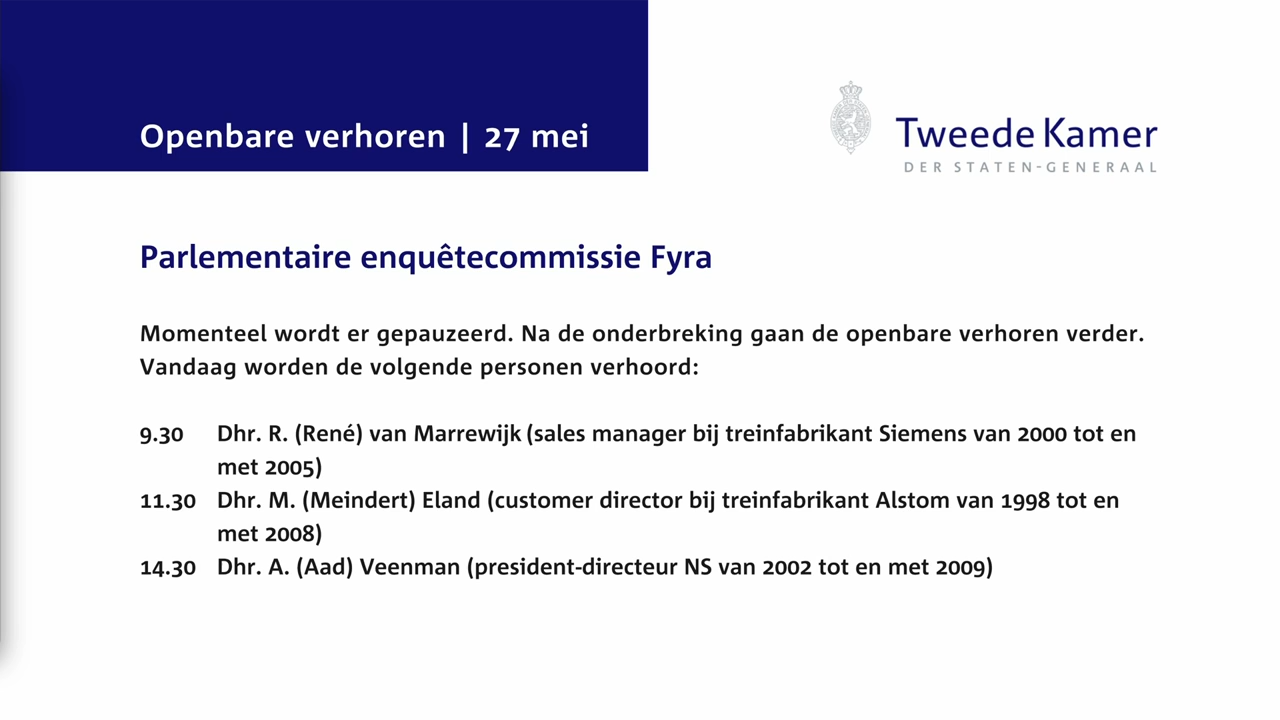 Openbare verhoren | 27 mei
Tweede Kamer
DER STATEN-GENERAAL
Parlementaire enquêtecommissie Fyra
Momenteel wordt er gepauzeerd. Na de onderbreking gaan de openbare verhoren verder.
Vandaag worden de volgende personen verhoord:
9.30 Dhr. R. (René) van Marrewijk (sales manager bij treinfabrikant Siemens van 2000 tot en
met 2005)
11.30 Dhr. M. (Meindert) Eland (customer director bij treinfabrikant Alstom van 1998 tot en
met 2008)
14.30 Dhr. A. (Aad) Veenman (president-directeur NS van 2002 tot en met 2009)